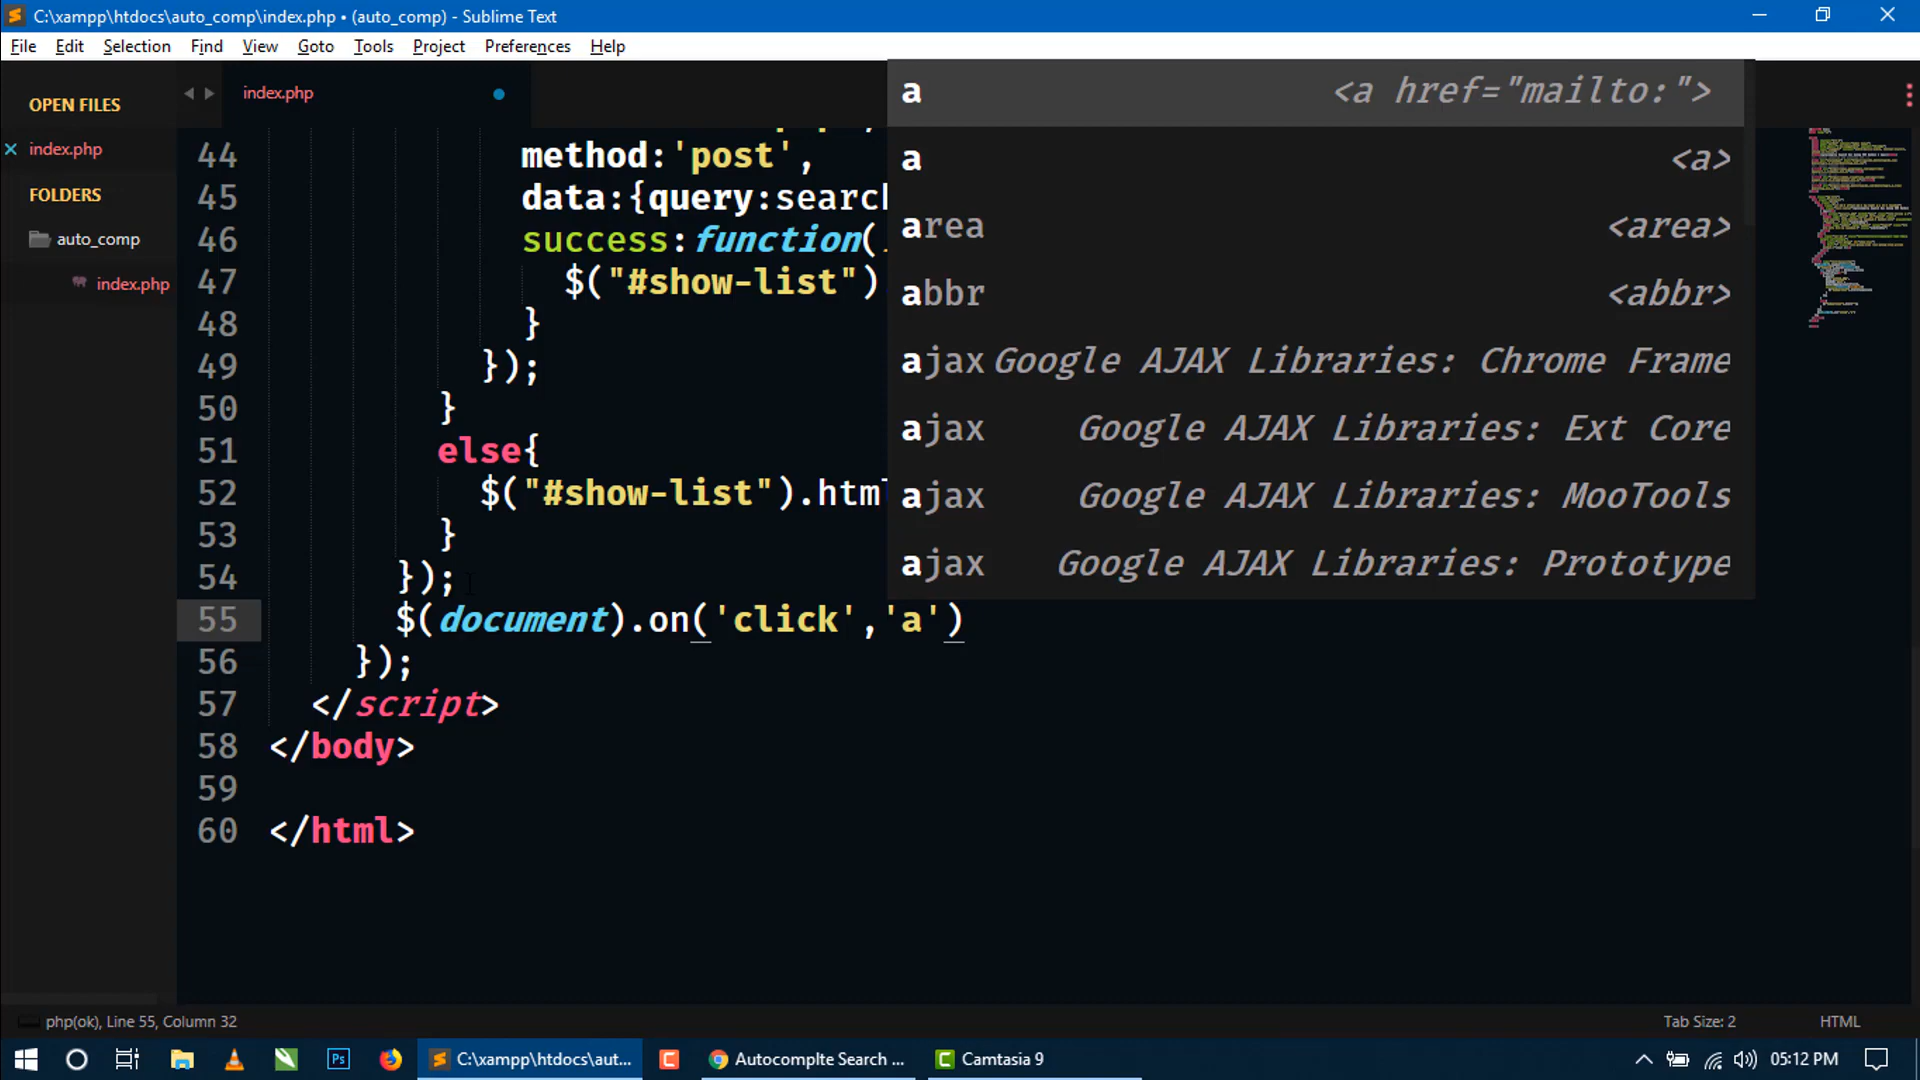 C:\xampp\htdocs\auto_comp\index.php • (auto_comp) - Sublime Text
File Edit Selection Find View Goto Tools Project Preferences Help
OPEN FILES
index.php
FOLDERS
auto_comp
index.php
index.php
44 method:'post',
45 data:{query:search
46 success:function(
47 $("#show-list")
48 }
49 });
50 }
51 else{
52 $("#show-list").html
53 }
54 });
55 $(document).on('click','a')
56 });
57 </script>
58 </body>
59
60 </html>
a <a href="mailto:">
a <a>
area <area>
abbr <abbr>
ajax Google AJAX Libraries: Chrome Frame
ajax Google AJAX Libraries: Ext Core
ajax Google AJAX Libraries: MooTools
ajax Google AJAX Libraries: Prototype
php(ok), Line 55, Column 32
Tab Size: 2 HTML
Ps
C:\xampp\htdocs\aut...
C
Autocomplte Search ...
C Camtasia 9
05:12 PM